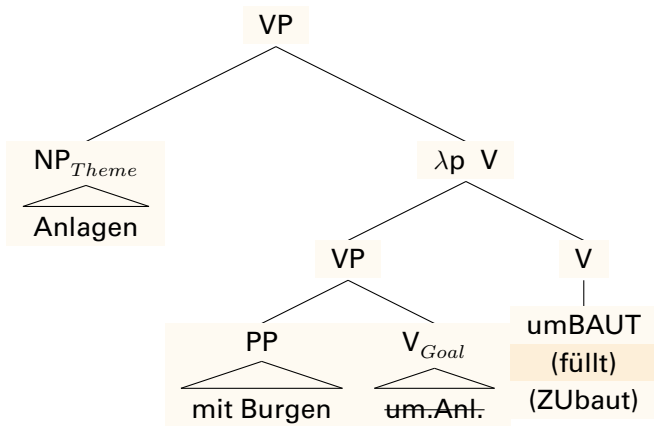 VP
NP_Theme
λp V
Anlagen
VP
V
PP
V_Goal
umBAUT
(füllt)
mit Burgen
um.Anl.
(ZUbaut)